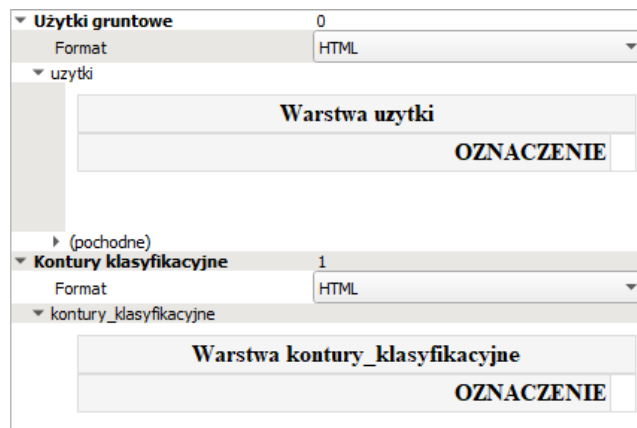 Użytki gruntowe 0
Format HTML
uzytki
Warstwa uzytki
OZNACZENIE
(pochodne)
Kontury klasyfikacyjne 1
Format HTML
kontury_klasyfikacyjne
Warstwa kontury_klasyfikacyjne
OZNACZENIE